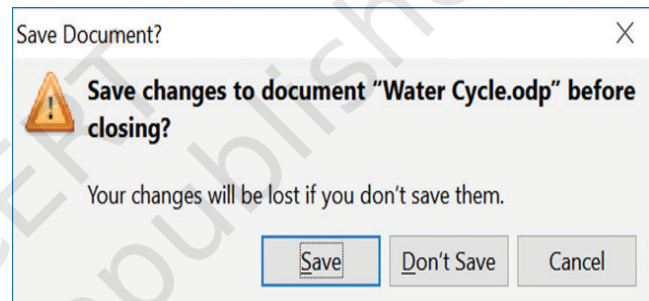 Save Document?
Save changes to document “Water Cycle.odp” before
closing?
Your changes will be lost if you don’t save them.
Save Don’t Save Cancel